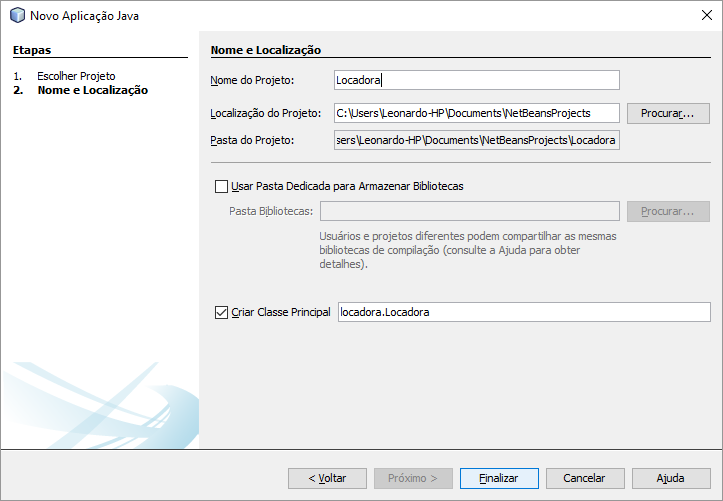 Novo Aplicação Java
Etapas
1. Escolher Projeto
2. Nome e Localização
Nome e Localização
Nome do Projeto: Locadora
Localização do Projeto: C:\Users\Leonardo-HP\Documents\NetBeansProjects Procurar...
Pasta do Projeto: sers\Leonardo-HP\Documents\NetBeansProjects\Locadora
Usar Pasta Dedicada para Armazenar Bibliotecas
Pasta Bibliotecas: Procurar...
Usuários e projetos diferentes podem compartilhar as mesmas
bibliotecas de compilação (consulte a Ajuda para obter
detalhes).
Criar Classe Principal locadora.Locadora
< Voltar Próximo > Finalizar Cancelar Ajuda